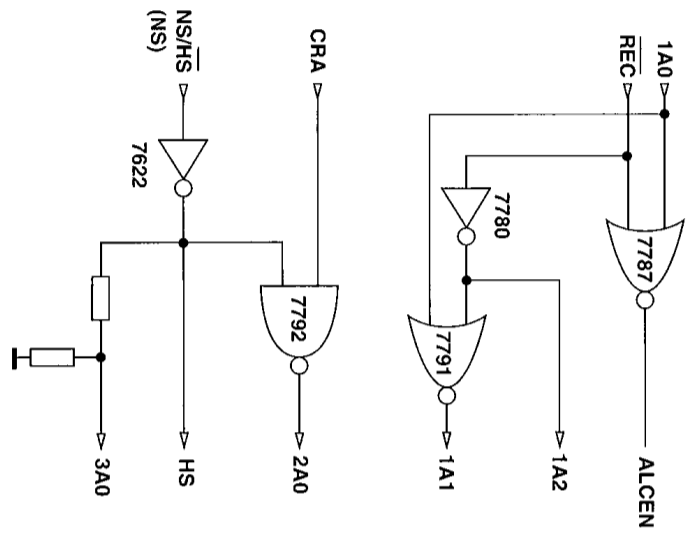 1A0
REC
7787
ALCEN
7780
1A2
7791
1A1
CRA
7792
2A0
NS/HS
(NS)
7622
HS
3A0